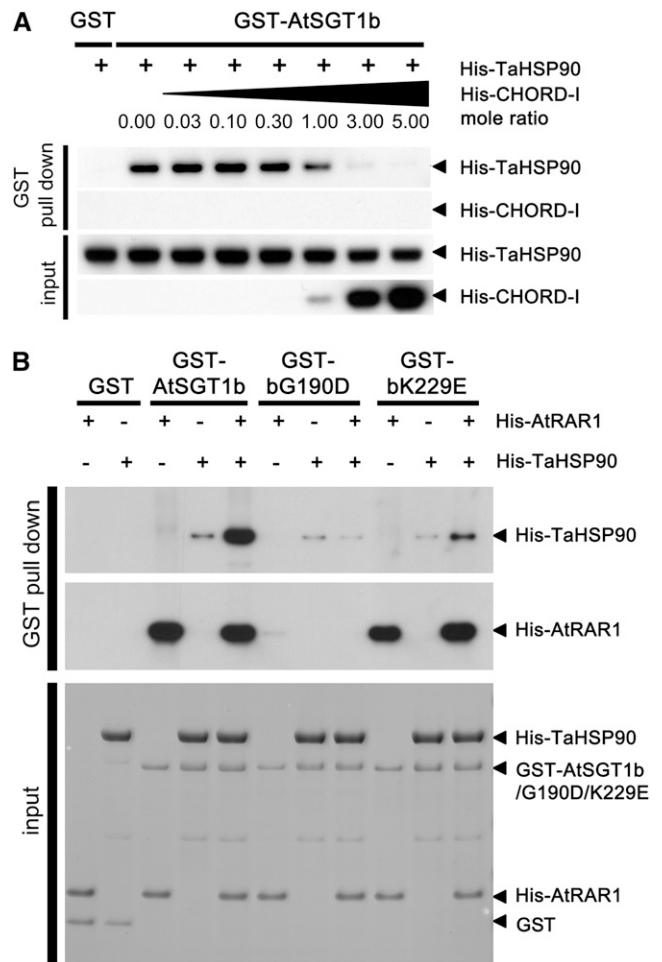 A
GST GST-AtSGT1b
+ + + + + + + + His-TaHSP90
His-CHORD-I
0.00 0.03 0.10 0.30 1.00 3.00 5.00 mole ratio
GST pull down
His-TaHSP90
His-CHORD-I
input
His-TaHSP90
His-CHORD-I
B
GST GST-AtSGT1b GST-bG190D GST-bK229E
+ - + - + + - + + - + His-AtRAR1
- + - + + - + + - + + His-TaHSP90
GST pull down
His-TaHSP90
His-AtRAR1
input
His-TaHSP90
GST-AtSGT1b
/G190D/K229E
His-AtRAR1
GST